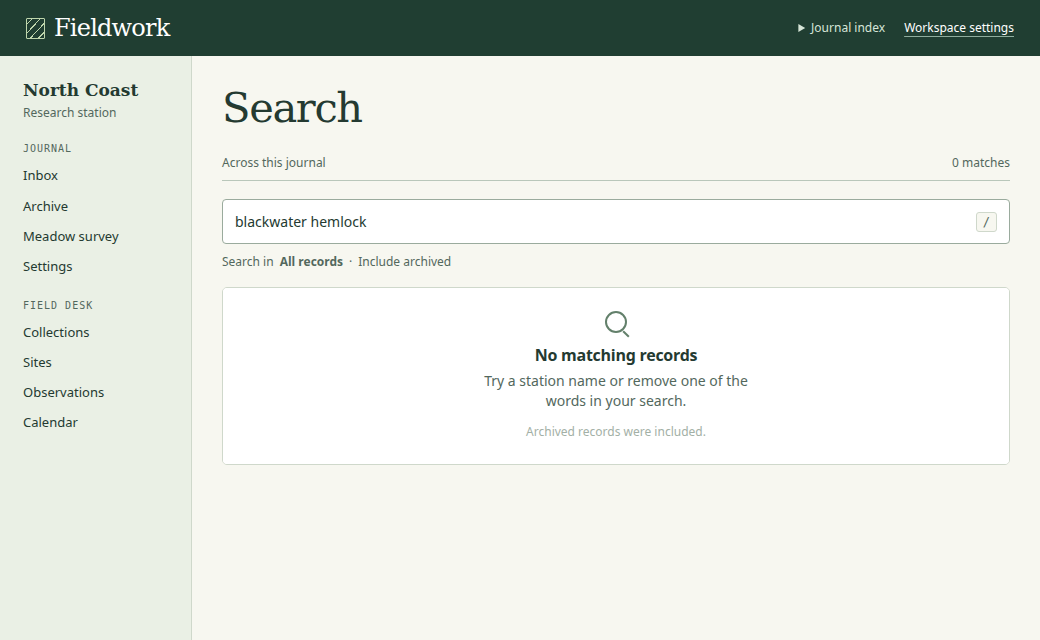 Fieldwork
Journal index
Workspace settings
North Coast
Research station
JOURNAL
Inbox
Archive
Meadow survey
Settings
FIELD DESK
Collections
Sites
Observations
Calendar
Search
Across this journal
0 matches
blackwater hemlock
/
Search in All records · Include archived
No matching records
Try a station name or remove one of the
words in your search.
Archived records were included.